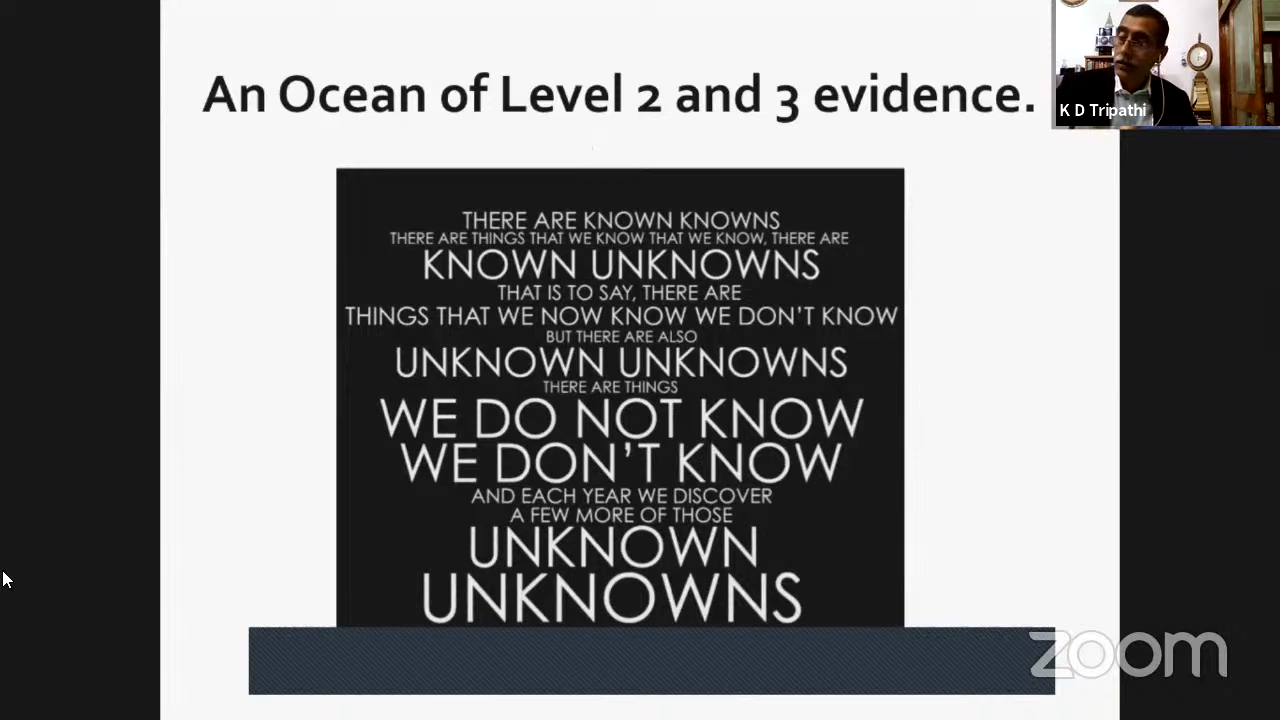 An Ocean of Level 2 and 3 evidence.
K D Tripathi
THERE ARE KNOWN KNOWNS
THERE ARE THINGS THAT WE KNOW THAT WE KNOW, THERE ARE
KNOWN UNKNOWNS
THAT IS TO SAY, THERE ARE
THINGS THAT WE NOW KNOW WE DON'T KNOW
BUT THERE ARE ALSO
UNKNOWN UNKNOWNS
THERE ARE THINGS
WE DO NOT KNOW
WE DON'T KNOW
AND EACH YEAR WE DISCOVER
A FEW MORE OF THOSE
UNKNOWN
UNKNOWNS
zoom